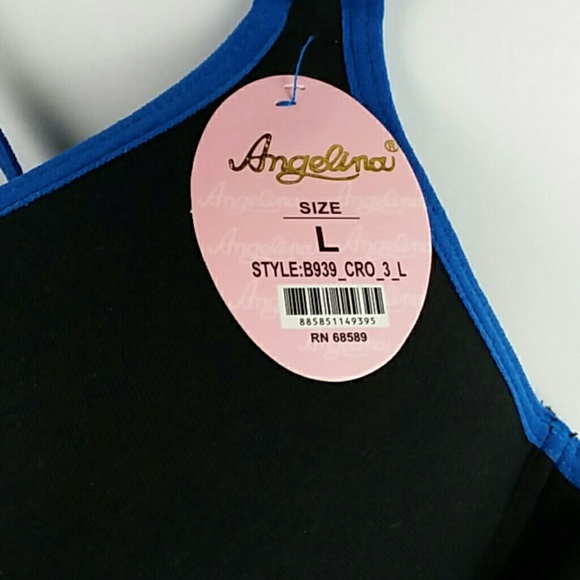 Angelina®
SIZE
L
STYLE:B939_CRO_3_L
885851149395
RN 68589